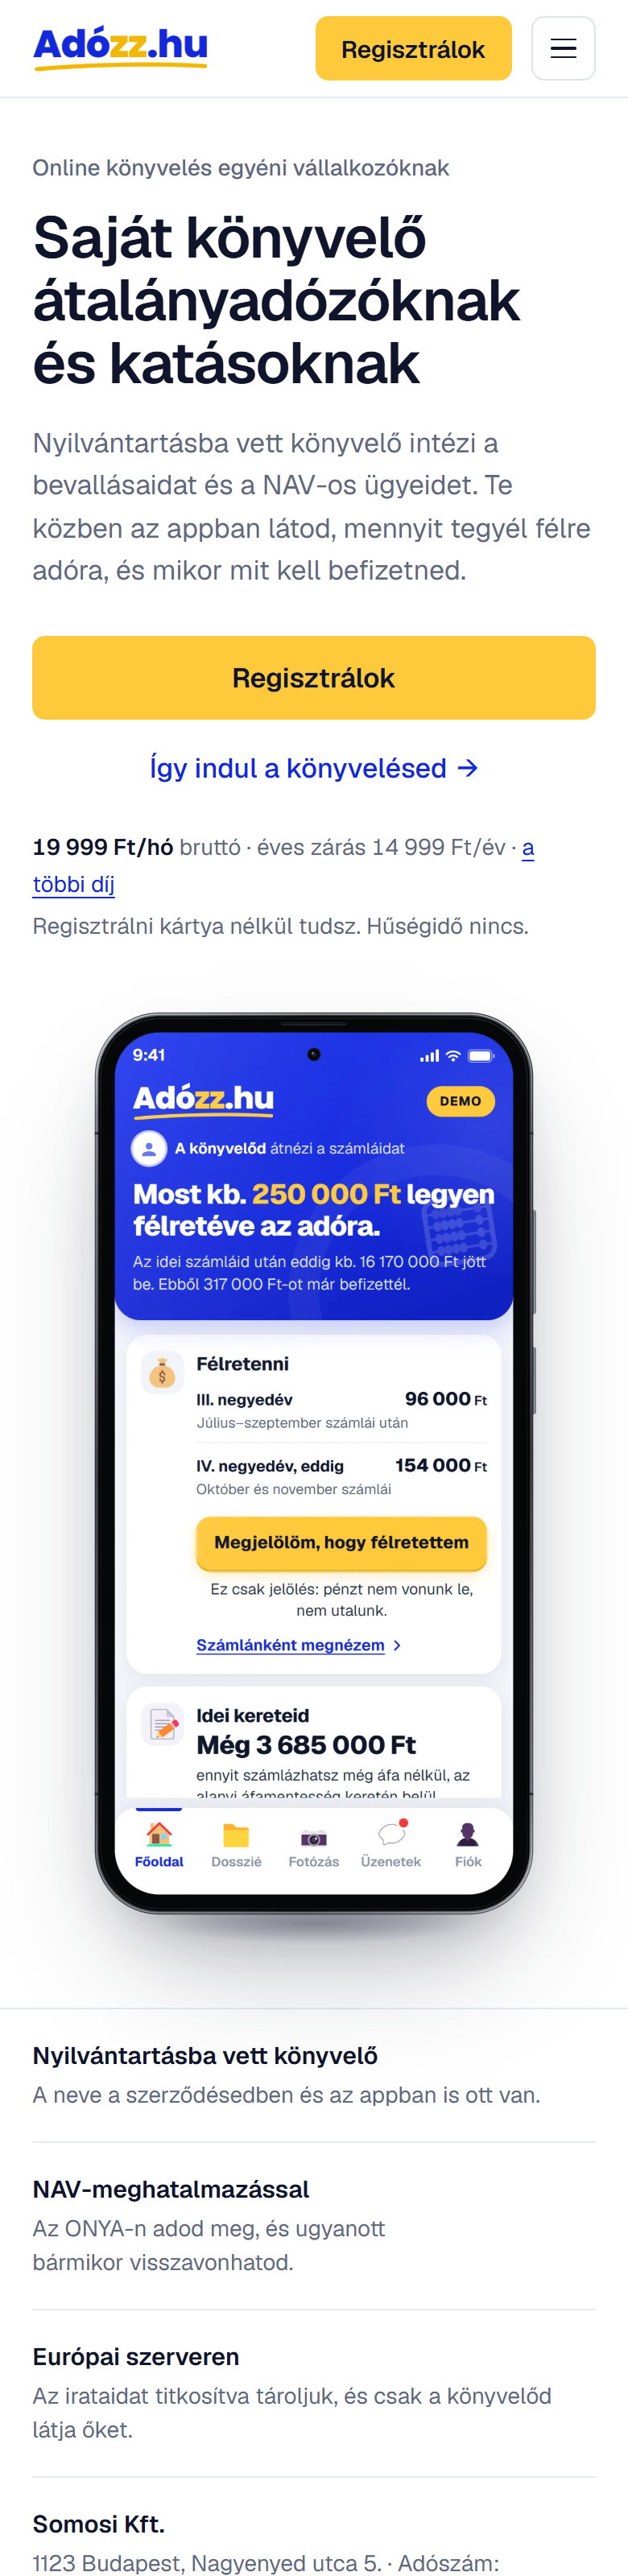 Adózz.hu
Regisztrálok
Online könyvelés egyéni vállalkozóknak
Saját könyvelő
átalányadózóknak
és katásoknak
Nyilvántartásba vett könyvelő intézi a
bevallásaidat és a NAV-os ügyeidet. Te
közben az appban látod, mennyit tegyél félre
adóra, és mikor mit kell befizetned.
Regisztrálok
Így indul a könyvelésed →
19 999 Ft/hó bruttó · éves zárás 14 999 Ft/év · a
többi díj
Regisztrálni kártya nélkül tudsz. Hűségidő nincs.
9:41
Adózz.hu
DEMO
A könyvelőd átnézi a számláidat
Most kb. 250 000 Ft legyen
félretéve az adóra.
Az idei számláid után eddig kb. 16 170 000 Ft jött
be. Ebből 317 000 Ft-ot már befizettél.
Félretenni
III. negyedév 96 000 Ft
Július–szeptember számlái után
IV. negyedév, eddig 154 000 Ft
Október és november számlái
Megjelölöm, hogy félretettem
Ez csak jelölés: pénzt nem vonunk le,
nem utalunk.
Számlánként megnézem >
Idei kereteid
Még 3 685 000 Ft
ennyit számlázhatsz még áfa nélkül, az
alanyi áfamentesség keretén belül
Főoldal Dosszié Fotózás Üzenetek Fiók
Nyilvántartásba vett könyvelő
A neve a szerződésedben és az appban is ott van.
NAV-meghatalmazással
Az ONYA-n adod meg, és ugyanott
bármikor visszavonhatod.
Európai szerveren
Az irataidat titkosítva tároljuk, és csak a könyvelőd
látja őket.
Somosi Kft.
1123 Budapest, Nagyenyed utca 5. · Adószám: